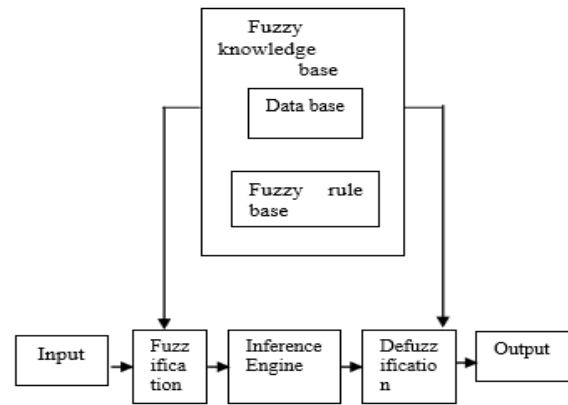 Fuzzy
knowledge
base
Data base
Fuzzy rule
base
Input
Fuzz
ifica
tion
Inference
Engine
Defuzz
ificatio
n
Output